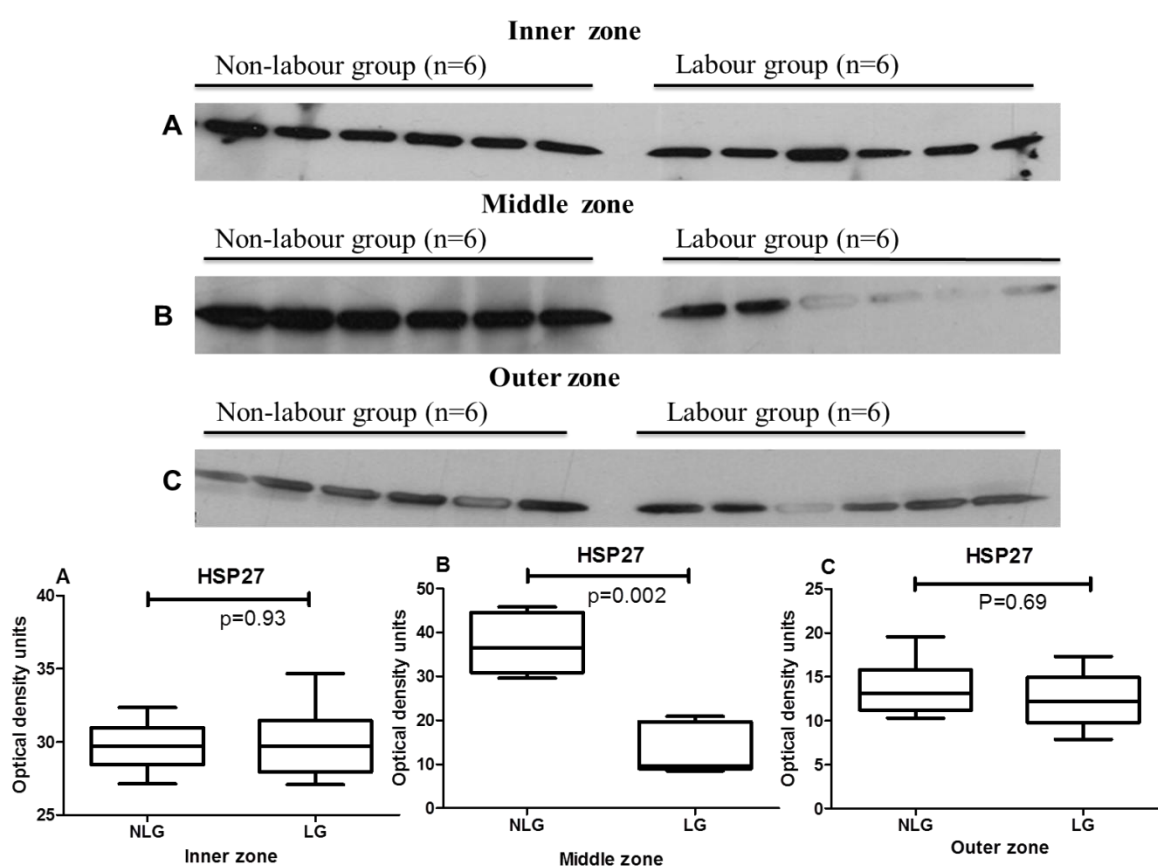 Inner zone
Non-labour group (n=6) Labour group (n=6)
A
Middle zone
Non-labour group (n=6) Labour group (n=6)
B
Outer zone
Non-labour group (n=6) Labour group (n=6)
C
A
HSP27
p=0.93
Optical density units
40
35
30
25
NLG LG
Inner zone
B
HSP27
p=0.002
Optical density units
50
40
30
20
10
0
NLG LG
Middle zone
C
HSP27
P=0.69
Optical density units
25
20
15
10
5
0
NLG LG
Outer zone